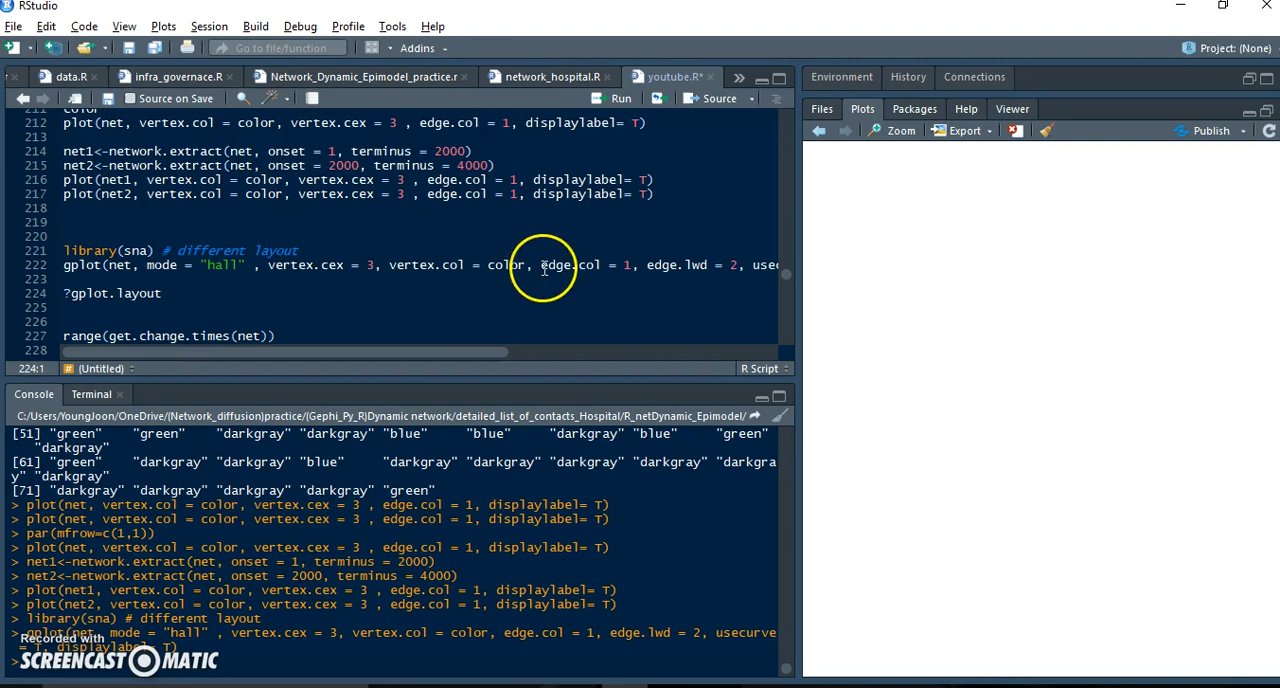 RStudio
File Edit Code View Plots Session Build Debug Profile Tools Help
Go to file/function Addins Project: (None)
data.R infra_governace.R Network_Dynamic_Epimodel_practice.r network_hospital.R youtube.R*
Source on Save Run Source
211 color
212 plot(net, vertex.col = color, vertex.cex = 3 , edge.col = 1, displaylabel= T)
213
214 net1<-network.extract(net, onset = 1, terminus = 2000)
215 net2<-network.extract(net, onset = 2000, terminus = 4000)
216 plot(net1, vertex.col = color, vertex.cex = 3 , edge.col = 1, displaylabel= T)
217 plot(net2, vertex.col = color, vertex.cex = 3 , edge.col = 1, displaylabel= T)
218
219
220
221 library(sna) # different layout
222 gplot(net, mode = "hall" , vertex.cex = 3, vertex.col = color, edge.col = 1, edge.lwd = 2, usec
223
224 ?gplot.layout
225
226
227 range(get.change.times(net))
228
224:1 (Untitled) R Script
Console Terminal
C:/Users/YoungJoon/OneDrive/(Network_diffusion)practice/(Gephi_Py_R)Dynamic network/detailed_list_of_contacts_Hospital/R_netDynamic_Epimodel/
[51] "green" "green" "darkgray" "darkgray" "blue" "blue" "darkgray" "blue" "green"
"darkgray"
[61] "green" "darkgray" "darkgray" "blue" "darkgray" "darkgray" "darkgray" "darkgray" "darkgra
y" "darkgray"
[71] "darkgray" "darkgray" "darkgray" "darkgray" "green"
> plot(net, vertex.col = color, vertex.cex = 3 , edge.col = 1, displaylabel= T)
> plot(net, vertex.col = color, vertex.cex = 3 , edge.col = 1, displaylabel= T)
> par(mfrow=c(1,1))
> plot(net, vertex.col = color, vertex.cex = 3 , edge.col = 1, displaylabel= T)
> net1<-network.extract(net, onset = 1, terminus = 2000)
> net2<-network.extract(net, onset = 2000, terminus = 4000)
> plot(net1, vertex.col = color, vertex.cex = 3 , edge.col = 1, displaylabel= T)
> plot(net2, vertex.col = color, vertex.cex = 3 , edge.col = 1, displaylabel= T)
> library(sna) # different layout
> gplot(net, mode = "hall" , vertex.cex = 3, vertex.col = color, edge.col = 1, edge.lwd = 2, usecurve
= T, displaylabel= T)
>
Recorded with
SCREENCAST MATIC
Environment History Connections
Files Plots Packages Help Viewer
Zoom Export Publish